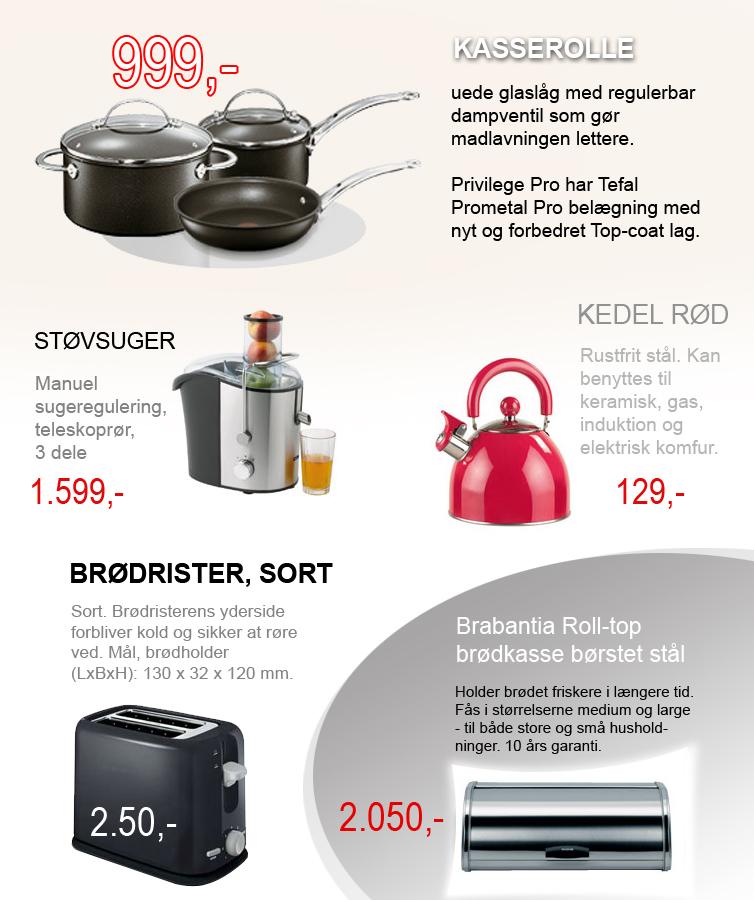 999,-
KASSEROLLE
uede glaslåg med regulerbar
dampventil som gør
madlavningen lettere.
Privilege Pro har Tefal
Prometal Pro belægning med
nyt og forbedret Top-coat lag.
STØVSUGER
Manuel
sugeregulering,
teleskoprør,
3 dele
1.599,-
KEDEL RØD
Rustfrit stål. Kan
benyttes til
keramisk, gas,
induktion og
elektrisk komfur.
129,-
BRØDRISTER, SORT
Sort. Brødristerens yderside
forbliver kold og sikker at røre
ved. Mål, brødholder
(LxBxH): 130 x 32 x 120 mm.
2.50,-
Brabantia Roll-top
brødkasse børstet stål
Holder brødet friskere i længere tid.
Fås i størrelserne medium og large
- til både store og små hushold-
ninger. 10 års garanti.
2.050,-